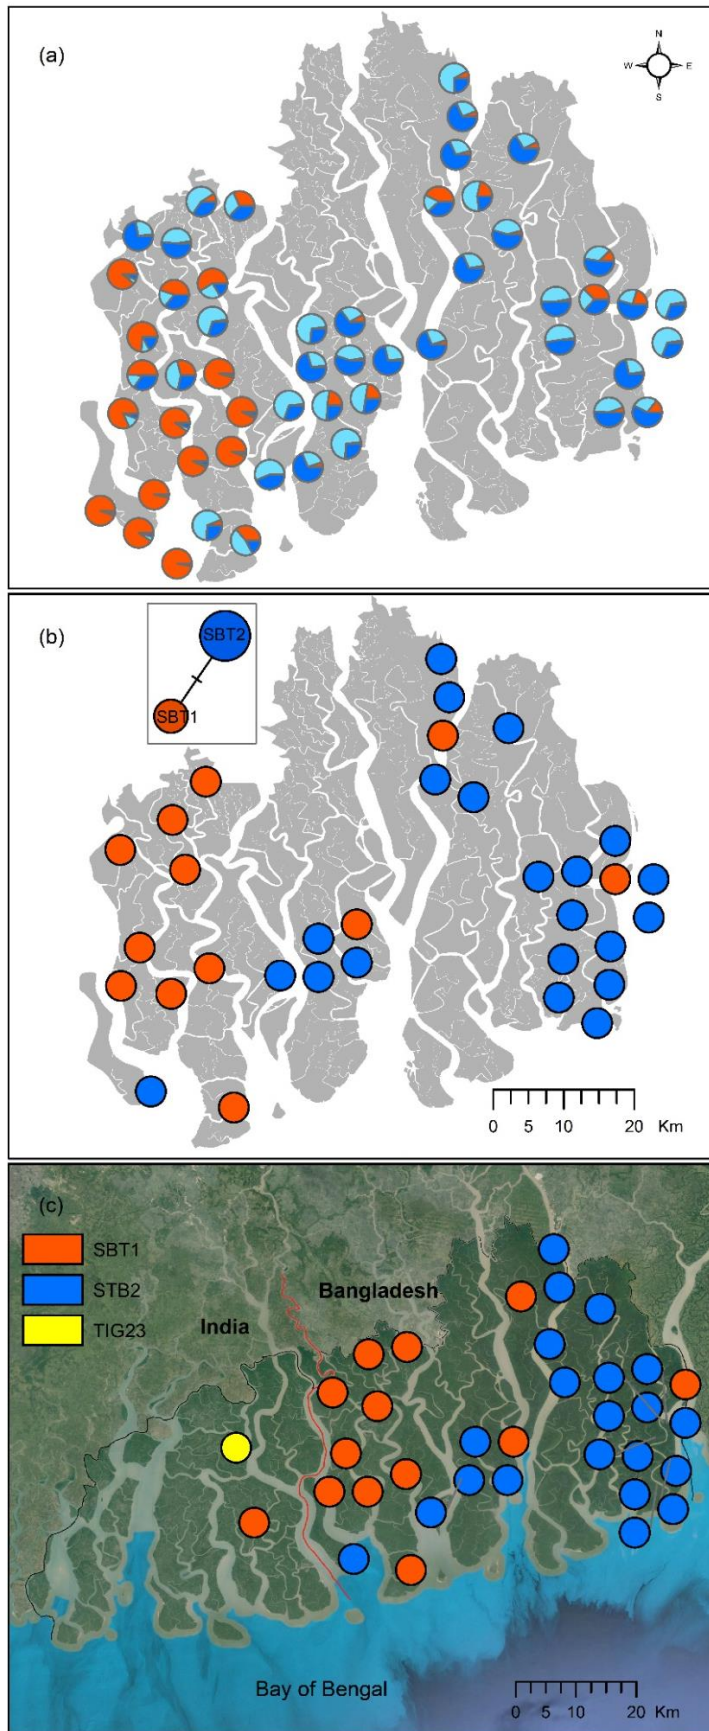 (a)
N
W E
S
(b)
SBT2
SBT1
0 5 10 20 Km
(c)
SBT1
STB2
TIG23
Bangladesh
India
Bay of Bengal
0 5 10 20 Km